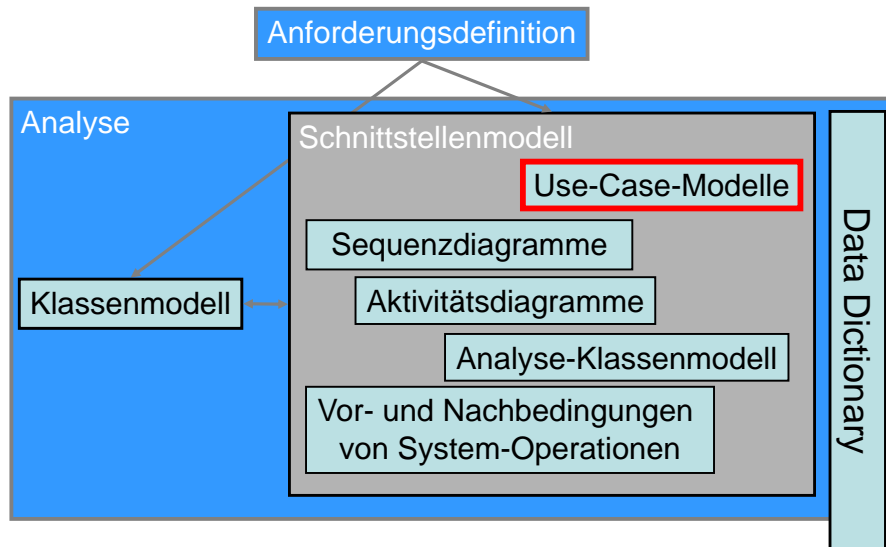 Anforderungsdefinition
Analyse
Schnittstellenmodell
Use-Case-Modelle
Sequenzdiagramme
Klassenmodell
Aktivitätsdiagramme
Analyse-Klassenmodell
Vor- und Nachbedingungen
von System-Operationen
Data Dictionary